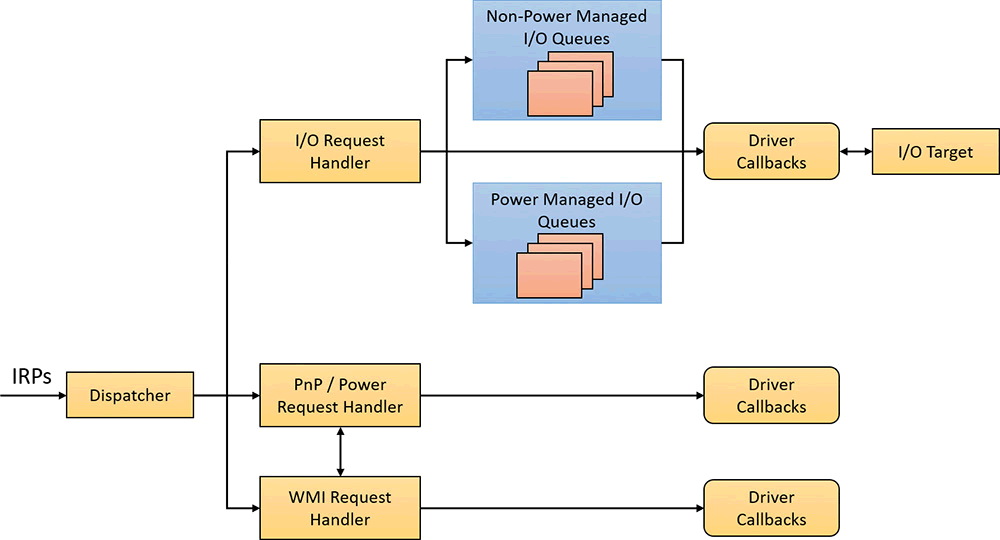 Non-Power Managed
I/O Queues
I/O Request
Handler
Driver
Callbacks
I/O Target
Power Managed I/O
Queues
IRPs
Dispatcher
PnP / Power
Request Handler
Driver
Callbacks
WMI Request
Handler
Driver
Callbacks